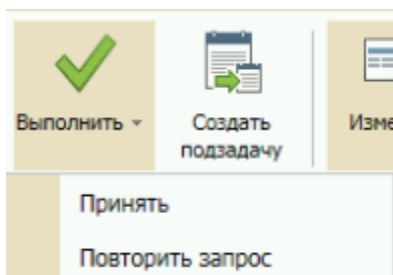 Выполнить
Создать
подзадачу
Изме
Принять
Повторить запрос